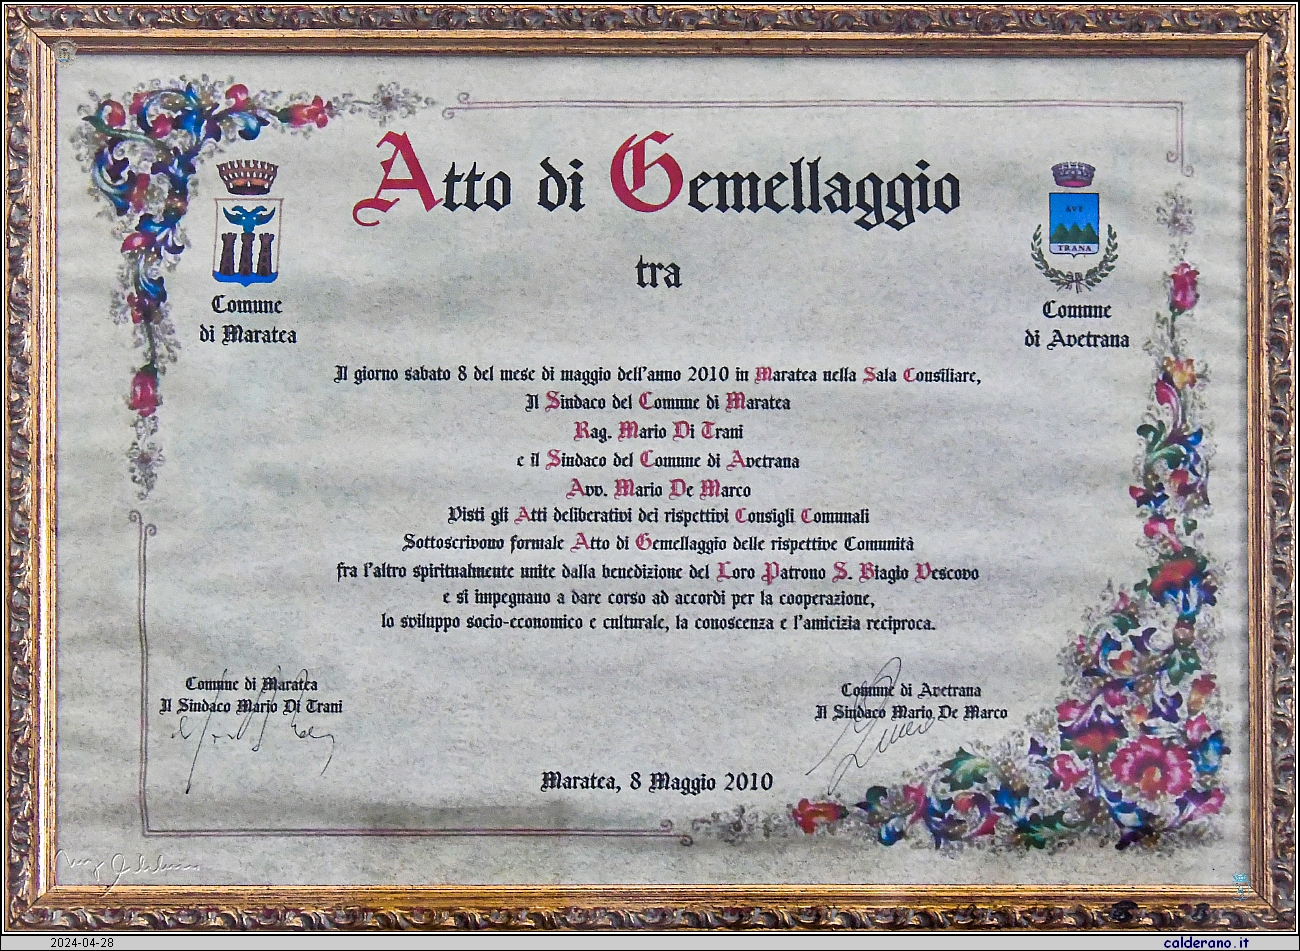 Atto di Gemellaggio
tra
Comune
di Maratea
AVE
TRANA
Comune
di Avetrana
Il giorno sabato 8 del mese di maggio dell'anno 2010 in Maratea nella Sala Consiliare,
Il Sindaco del Comune di Maratea
Rag. Mario Di Trani
e il Sindaco del Comune di Avetrana
Avv. Mario De Marco
Visti gli Atti deliberativi dei rispettivi Consigli Comunali
Sottoscrivono formale Atto di Gemellaggio delle rispettive Comunità
fra l'altro spiritualmente unite dalla benedizione del Loro Patrono S. Biagio Vescovo
e si impegnano a dare corso ad accordi per la cooperazione,
lo sviluppo socio-economico e culturale, la conoscenza e l'amicizia reciproca.
Comune di Maratea
Il Sindaco Mario Di Trani
Comune di Avetrana
Il Sindaco Mario De Marco
Maratea, 8 Maggio 2010
2024-04-28
calderano.it